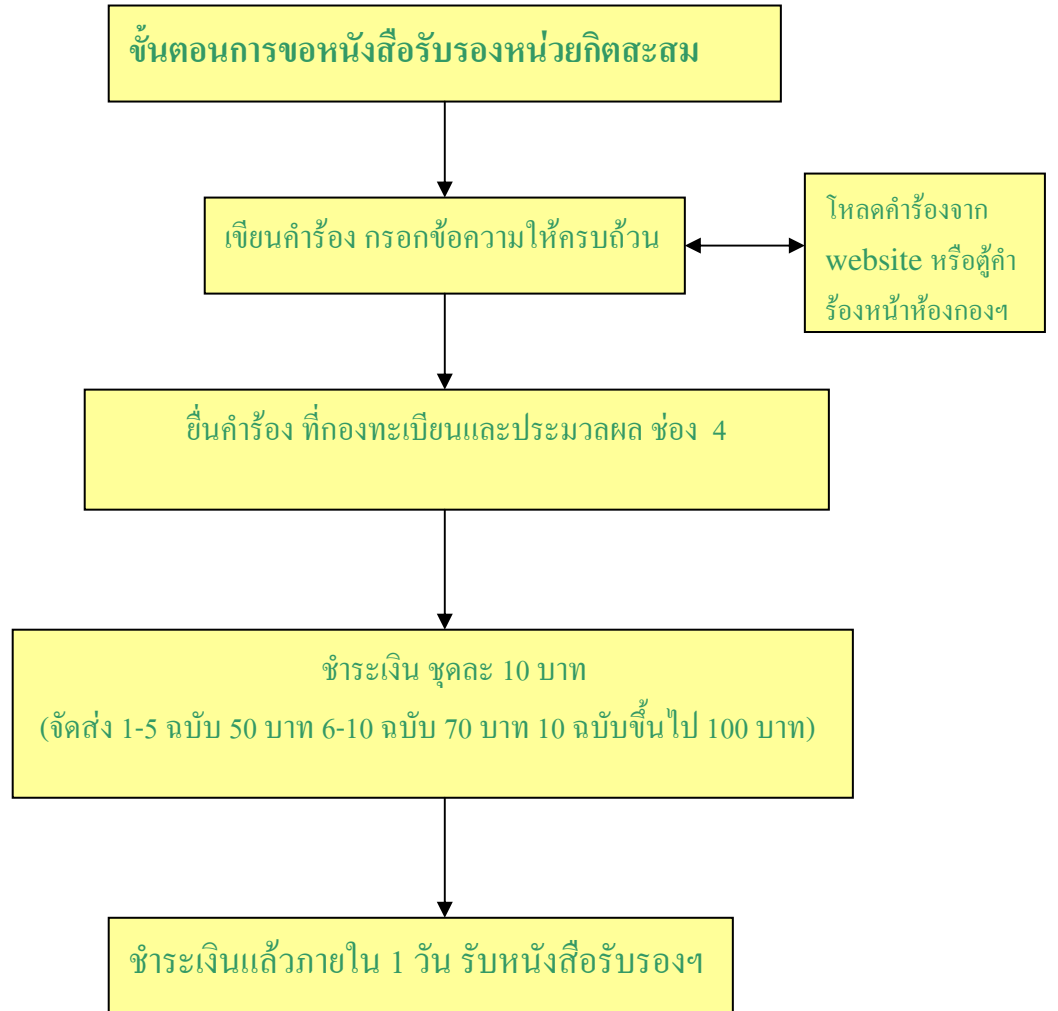 ขั้นตอนการขอหนังสือรับรองหน่วยกิตสะสม
เขียนคำร้อง กรอกข้อความให้ครบถ้วน
โหลดคำร้องจาก
website หรือตู้คำ
ร้องหน้าห้องกองฯ
ยื่นคำร้อง ที่กองทะเบียนและประมวลผล ช่อง 4
ชำระเงิน ชุดละ 10 บาท
(จัดส่ง 1-5 ฉบับ 50 บาท 6-10 ฉบับ 70 บาท 10 ฉบับขึ้นไป 100 บาท)
ชำระเงินแล้วภายใน 1 วัน รับหนังสือรับรองฯ